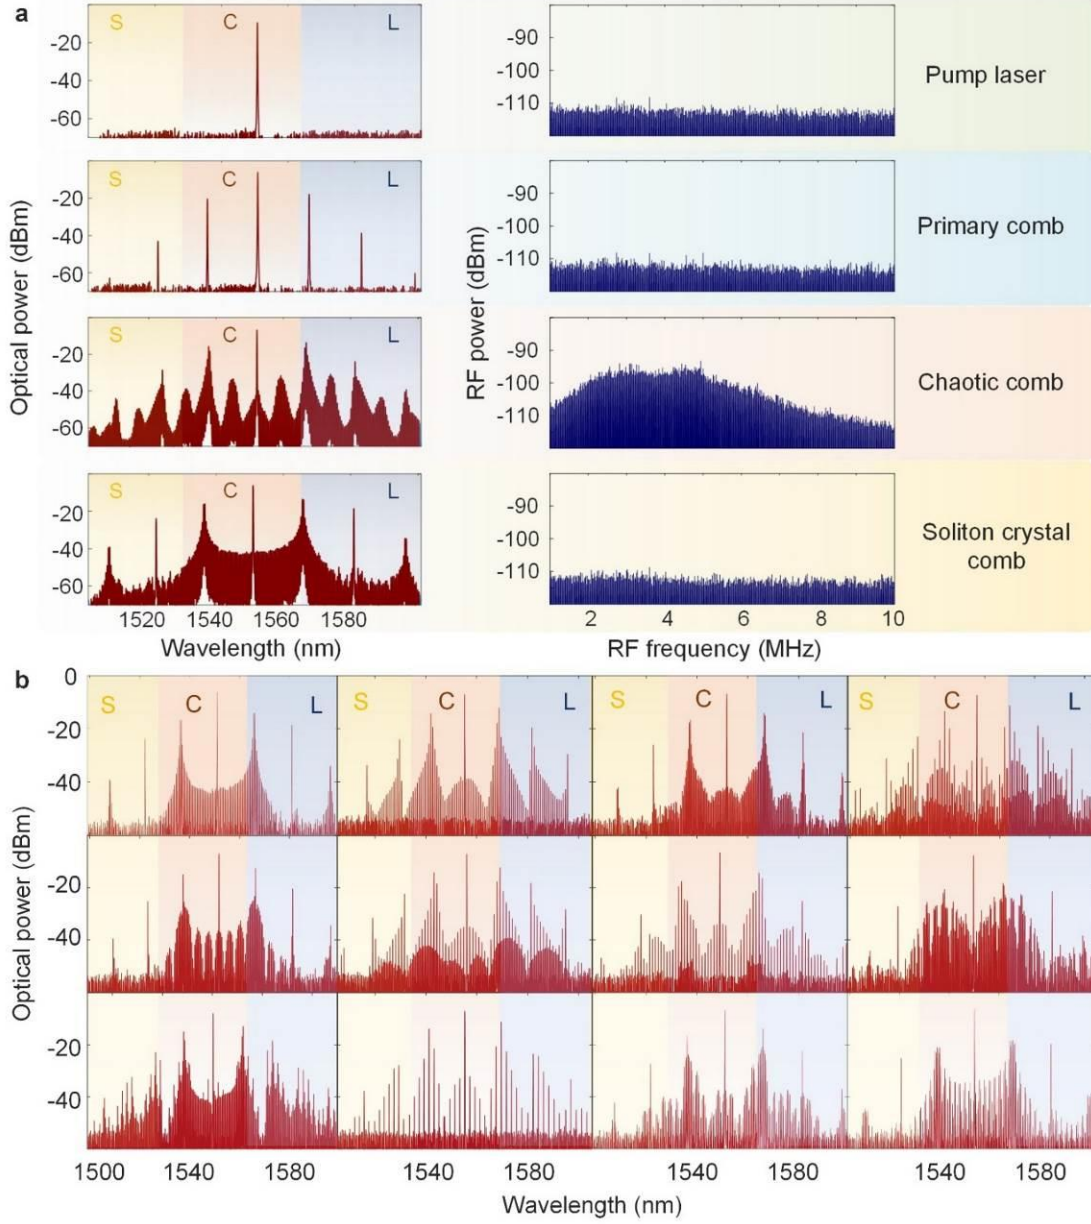 a
S C L
-20
-40
-60
-90
-100
-110
Pump laser
S C L
-20
-40
-60
-90
-100
-110
Primary comb
S C L
-20
-40
-60
-90
-100
-110
Chaotic comb
S C L
-20
-40
-60
-90
-100
-110
Soliton crystal
comb
Optical power (dBm)
RF power (dBm)
1520 1540 1560 1580
2 4 6 8 10
Wavelength (nm)
RF frequency (MHz)
b
0
-20
-40
S C L
S C L
S C L
S C L
-20
-40
-20
-40
Optical power (dBm)
Optical power (dBm)
1500 1540 1580
1540 1580
1540 1580
1540 1580
Wavelength (nm)